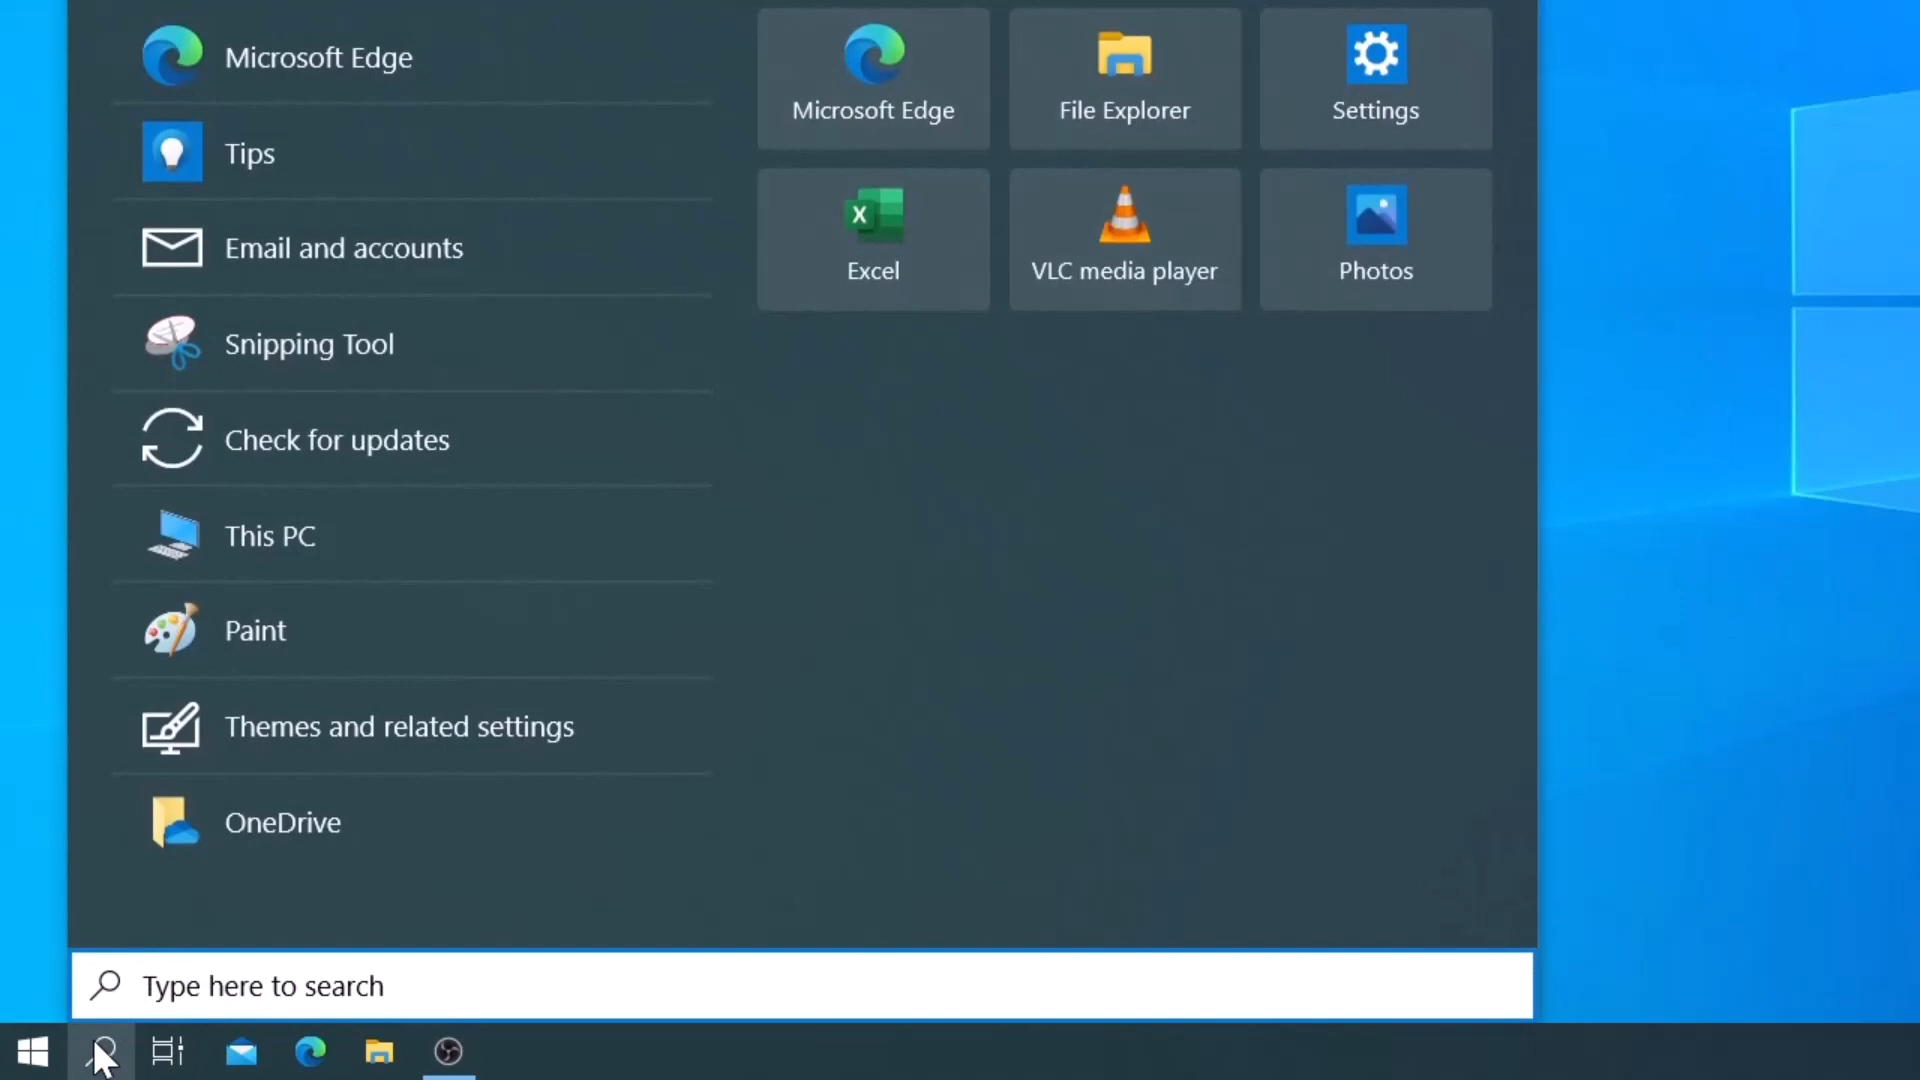 Microsoft Edge
Tips
Email and accounts
Snipping Tool
Check for updates
This PC
Paint
Themes and related settings
OneDrive
Microsoft Edge
File Explorer
Settings
Excel
VLC media player
Photos
Type here to search